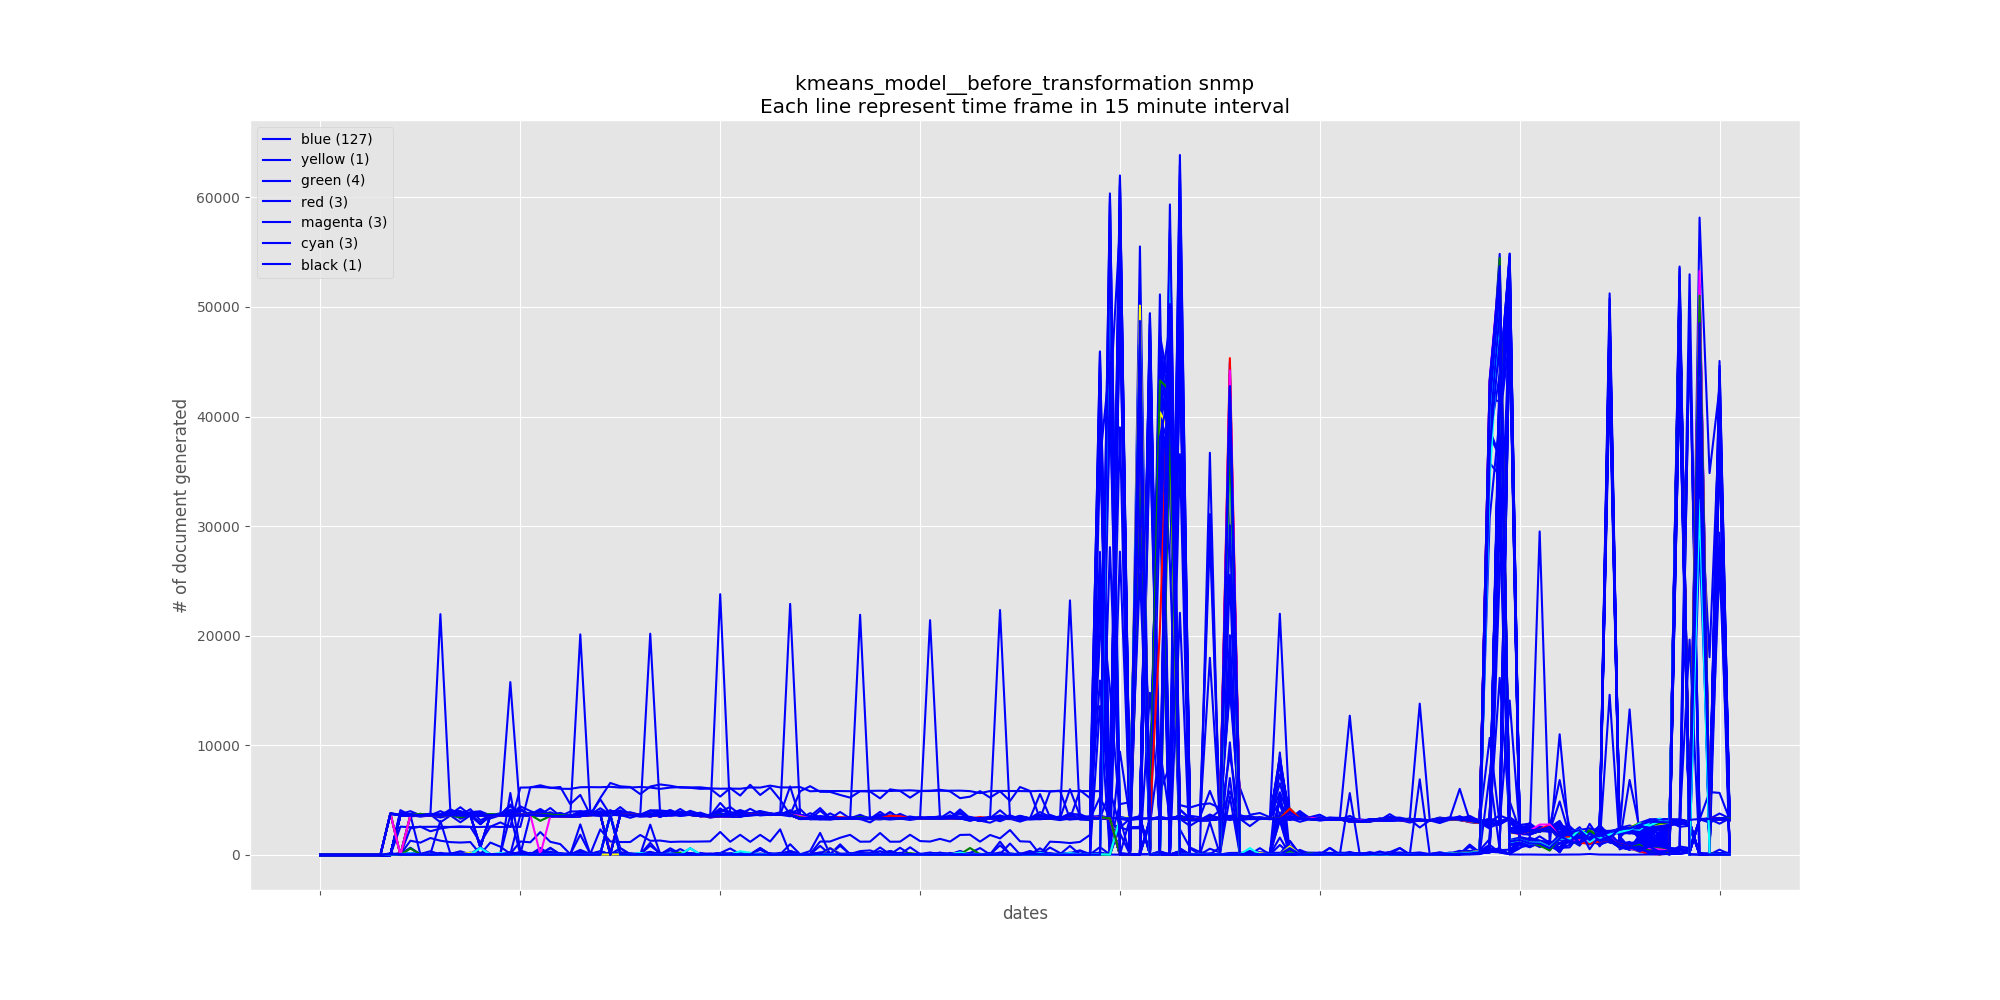 kmeans_model__before_transformation snmp
Each line represent time frame in 15 minute interval
blue (127)
yellow (1)
green (4)
red (3)
magenta (3)
cyan (3)
black (1)
60000
50000
40000
30000
20000
10000
0
# of document generated
dates